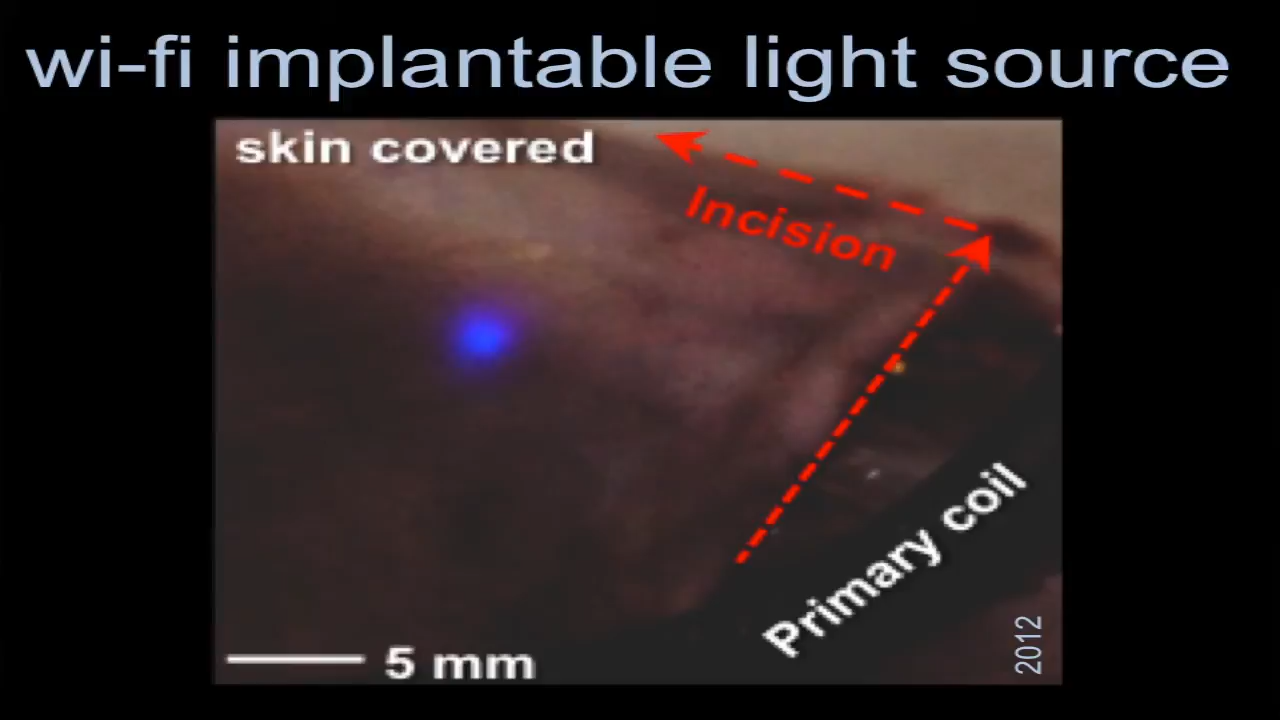 wi-fi implantable light source
skin covered
Incision
Primary coil
5 mm
2012